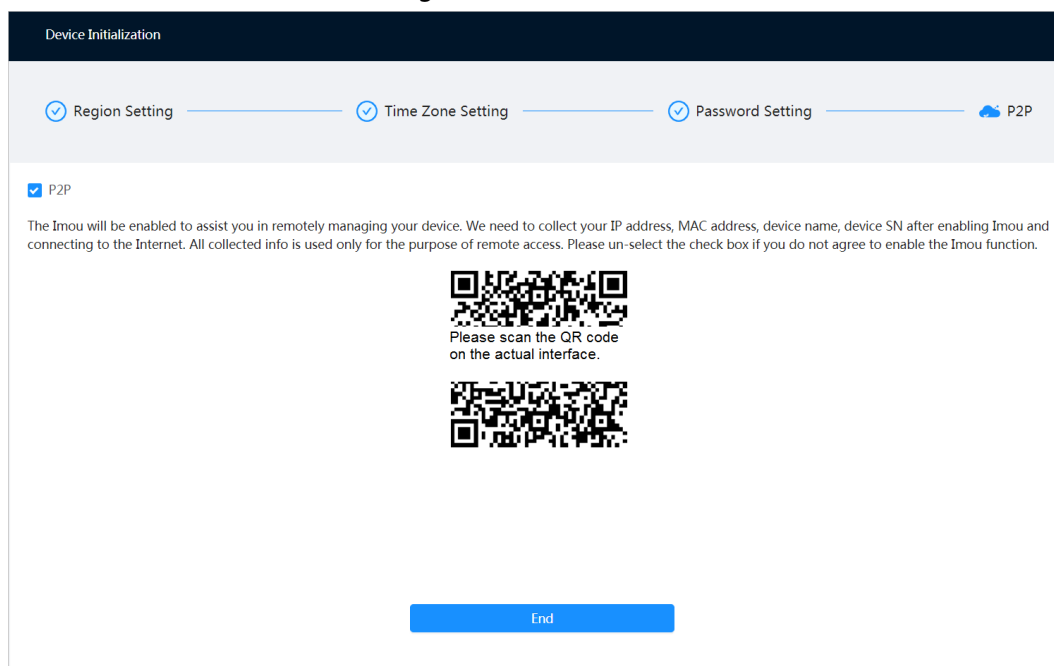 Device Initialization
Region Setting
Time Zone Setting
Password Setting
P2P
P2P
The Imou will be enabled to assist you in remotely managing your device. We need to collect your IP address, MAC address, device name, device SN after enabling Imou and
connecting to the Internet. All collected info is used only for the purpose of remote access. Please un-select the check box if you do not agree to enable the Imou function.
Please scan the QR code
on the actual interface.
End